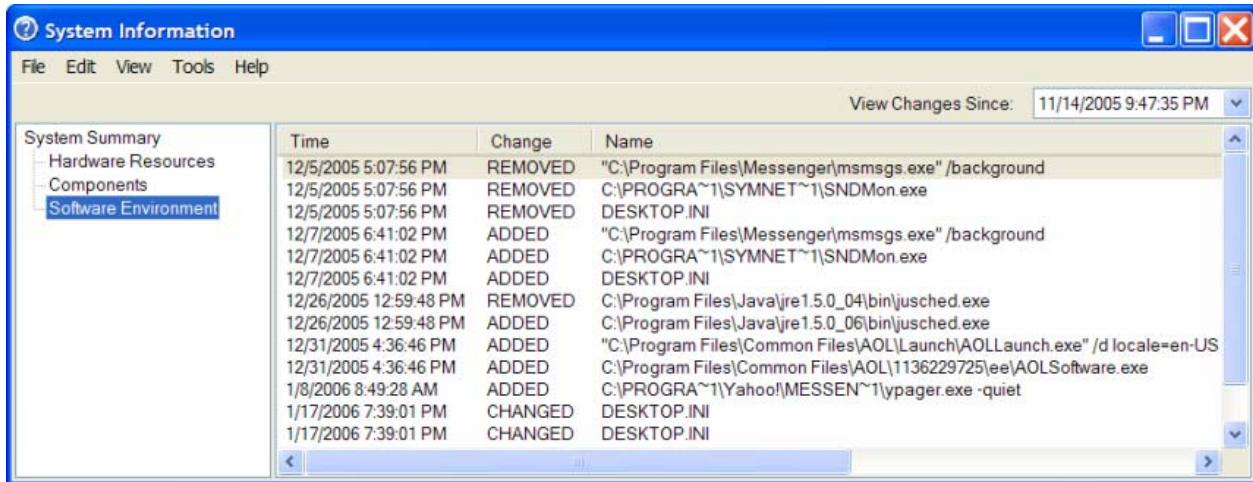 System Information
File Edit View Tools Help
View Changes Since: 11/14/2005 9:47:35 PM
System Summary
Hardware Resources
Components
Software Environment
Time Change Name
12/5/2005 5:07:56 PM REMOVED "C:\Program Files\Messenger\msmsgs.exe" /background
12/5/2005 5:07:56 PM REMOVED C:\PROGRA~1\SYMNET~1\SNDMon.exe
12/5/2005 5:07:56 PM REMOVED DESKTOP.INI
12/7/2005 6:41:02 PM ADDED "C:\Program Files\Messenger\msmsgs.exe" /background
12/7/2005 6:41:02 PM ADDED C:\PROGRA~1\SYMNET~1\SNDMon.exe
12/7/2005 6:41:02 PM ADDED DESKTOP.INI
12/26/2005 12:59:48 PM REMOVED C:\Program Files\Java\jre1.5.0_04\bin\jusched.exe
12/26/2005 12:59:48 PM ADDED C:\Program Files\Java\jre1.5.0_06\bin\jusched.exe
12/31/2005 4:36:46 PM ADDED "C:\Program Files\Common Files\AOL\Launch\AOLLaunch.exe" /d locale=en-US
12/31/2005 4:36:46 PM ADDED C:\Program Files\Common Files\AOL\1136229725\ee\AOLSoftware.exe
1/8/2006 8:49:28 AM ADDED C:\PROGRA~1\Yahoo!\MESSEN~1\ypager.exe -quiet
1/17/2006 7:39:01 PM CHANGED DESKTOP.INI
1/17/2006 7:39:01 PM CHANGED DESKTOP.INI